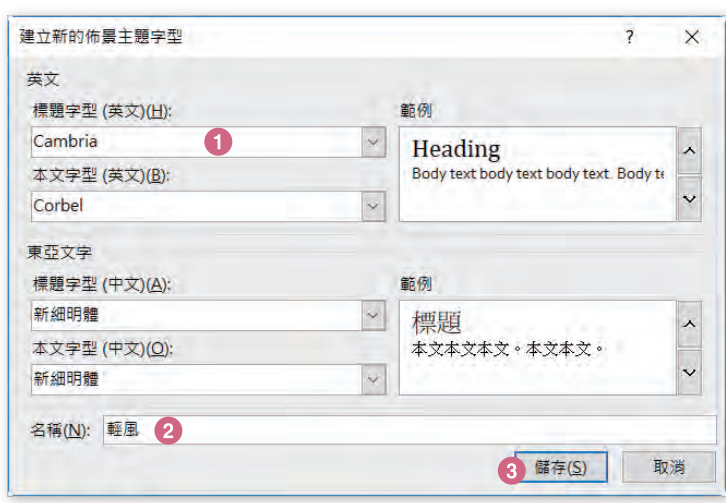 建立新的佈景主題字型
英文
標題字型 (英文)(H):
範例
Cambria
1
Heading
Body text body text body text. Body te
本文字型 (英文)(B):
Corbel
東亞文字
標題字型 (中文)(A):
範例
新細明體
標題
本文本文本文。本文本文。
本文字型 (中文)(O):
新細明體
名稱(N): 輕風 2
3 儲存(S) 取消